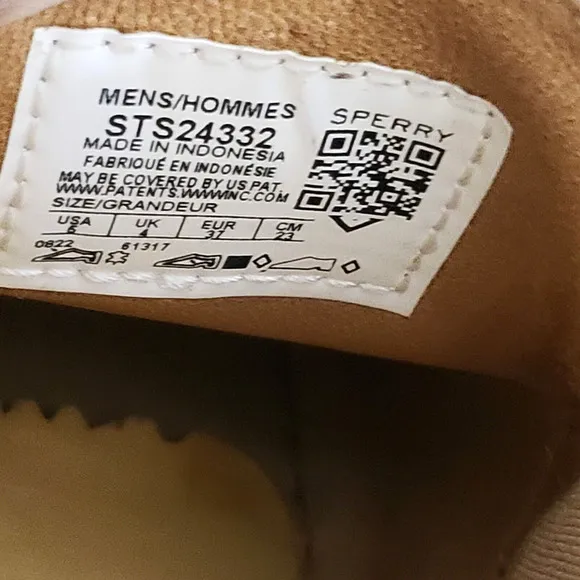 MENS/HOMMES
SPERRY
STS24332
MADE IN INDONESIA
FABRIQUÉ EN INDONÉSIE
MAY BE COVERED BY US PAT.
WWW.PATENTS.WWWINC.COM
SIZE/GRANDEUR
USA UK EUR CM
5 4 37 23
0822 61317